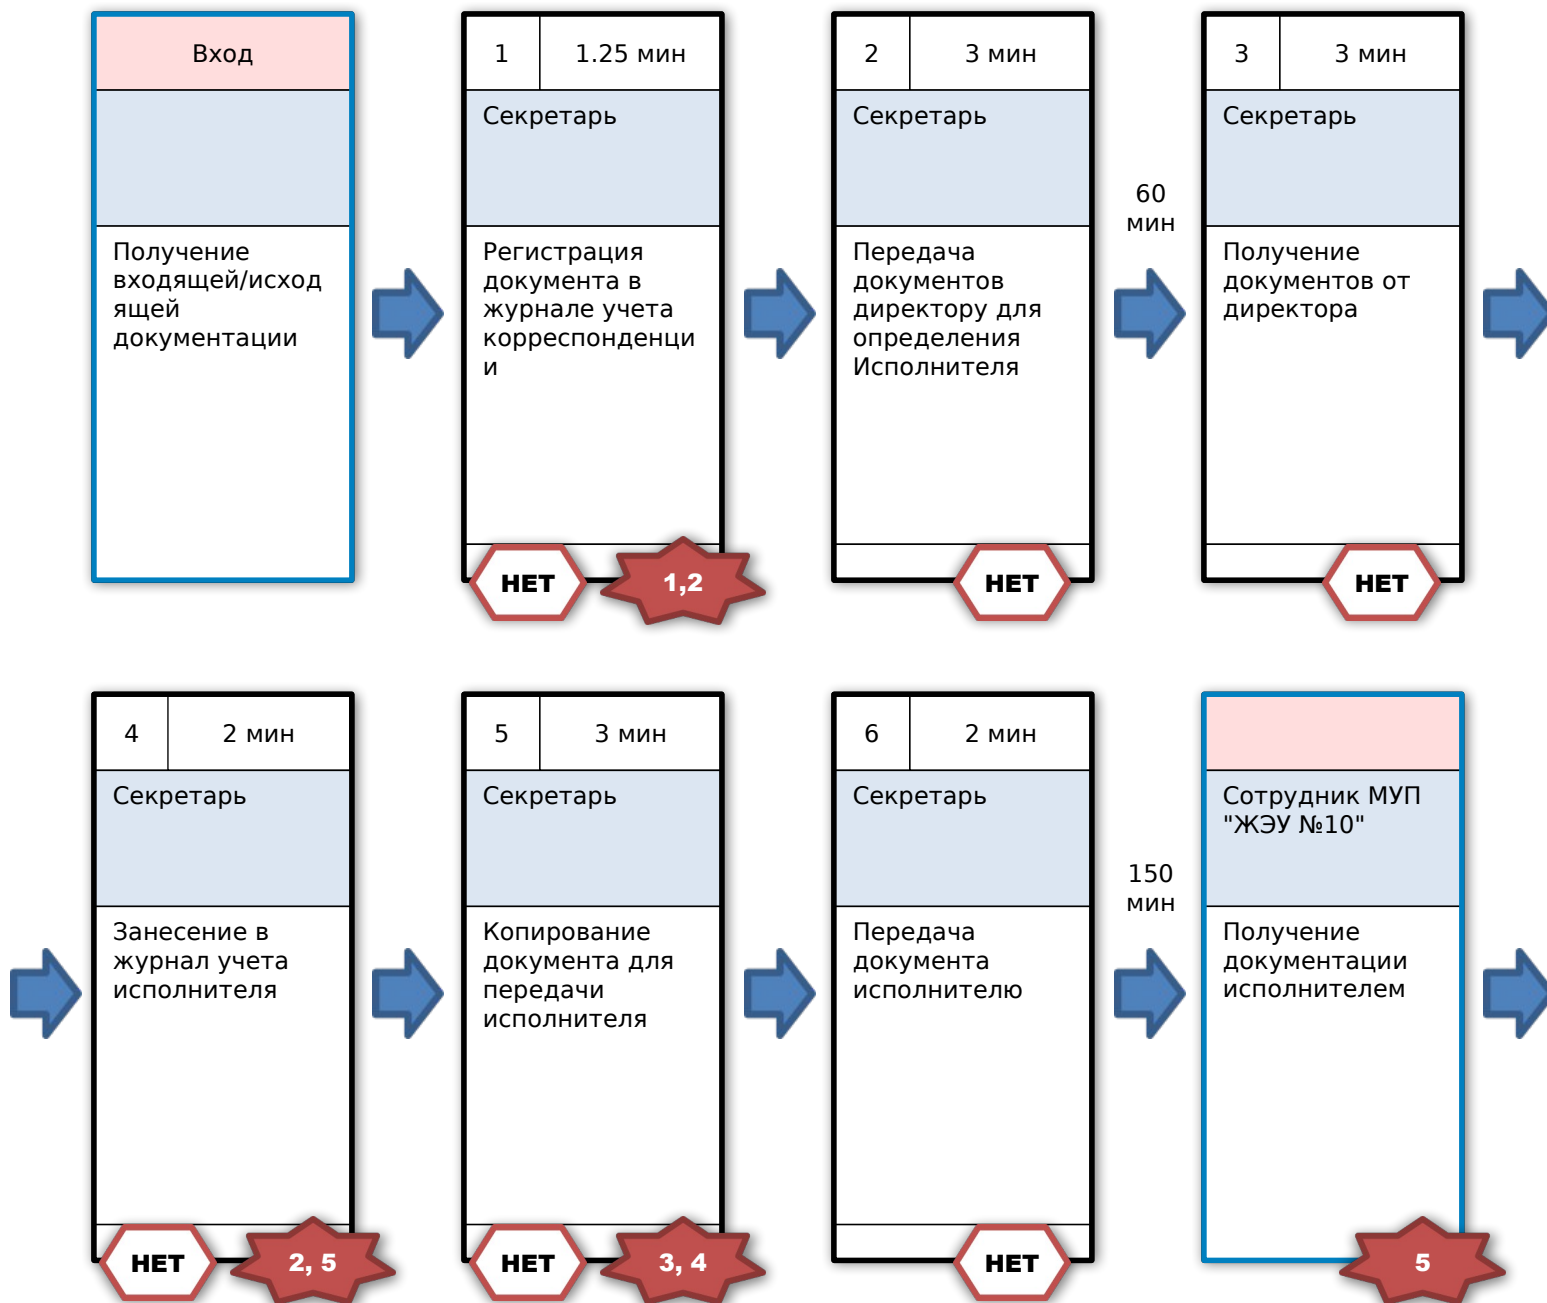 Вход
Получение
входящей/исход
ящей
документации
1
1.25 мин
Секретарь
Регистрация
документа в
журнале учета
корреспонденци
и
НЕТ
1,2
2
3 мин
Секретарь
Передача
документов
директору для
определения
Исполнителя
НЕТ
60
мин
3
3 мин
Секретарь
Получение
документов от
директора
НЕТ
4
2 мин
Секретарь
Занесение в
журнал учета
исполнителя
НЕТ
2, 5
5
3 мин
Секретарь
Копирование
документа для
передачи
исполнителя
НЕТ
3, 4
6
2 мин
Секретарь
Передача
документа
исполнителю
НЕТ
150
мин
Сотрудник МУП
"ЖЭУ №10"
Получение
документации
исполнителем
5